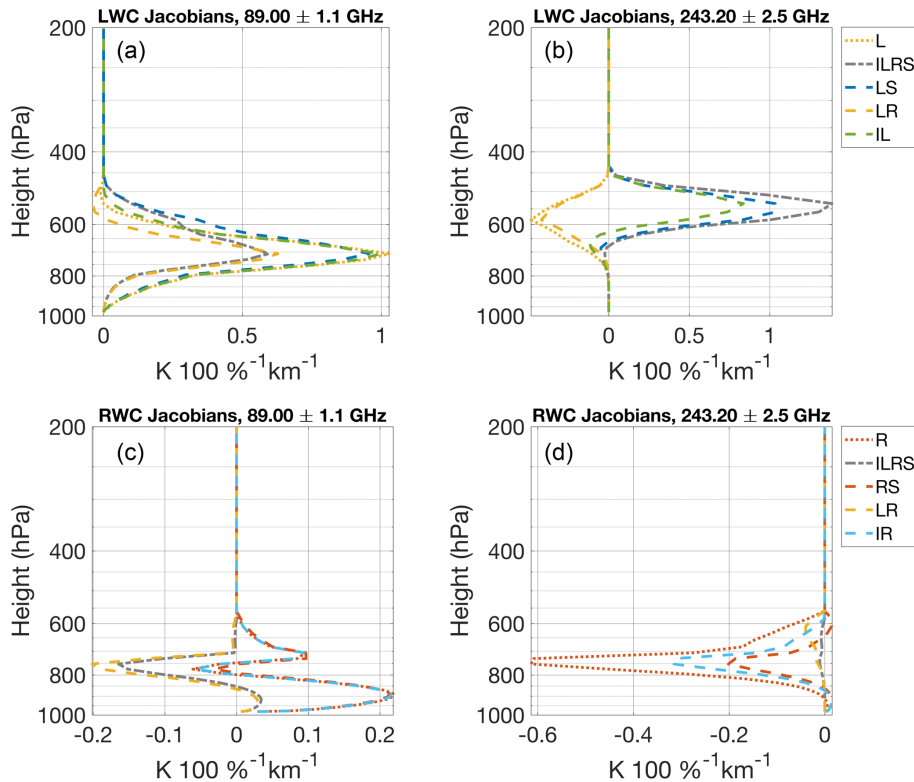 LWC Jacobians, 89.00 ± 1.1 GHz
(a)
200
400
600
800
1000
Height (hPa)
0
0.5
1
K 100 %^-1km^-1
LWC Jacobians, 243.20 ± 2.5 GHz
(b)
200
400
600
800
1000
Height (hPa)
0
0.5
1
K 100 %^-1km^-1
L
ILRS
LS
LR
IL
RWC Jacobians, 89.00 ± 1.1 GHz
(c)
200
400
600
800
1000
Height (hPa)
-0.2
-0.1
0
0.1
0.2
K 100 %^-1km^-1
RWC Jacobians, 243.20 ± 2.5 GHz
(d)
200
400
600
800
1000
Height (hPa)
-0.6
-0.4
-0.2
0
K 100 %^-1km^-1
R
ILRS
RS
LR
IR